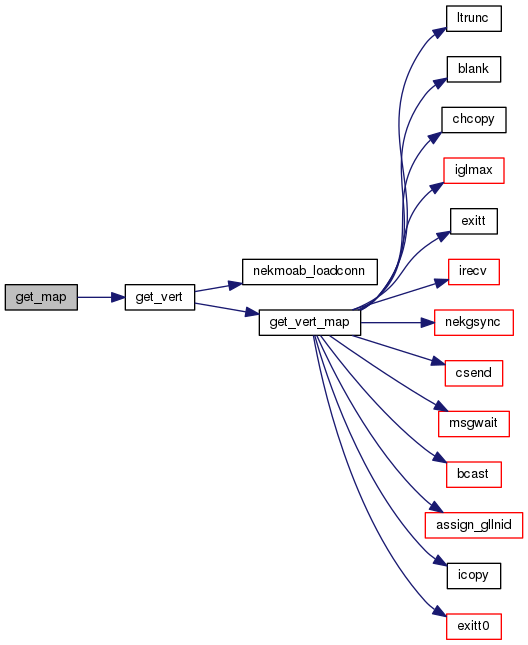 get_map
get_vert
nekmoab_loadconn
get_vert_map
ltrunc
blank
chcopy
iglmax
exitt
irecv
nekgsync
csend
msgwait
bcast
assign_gllnid
icopy
exitt0